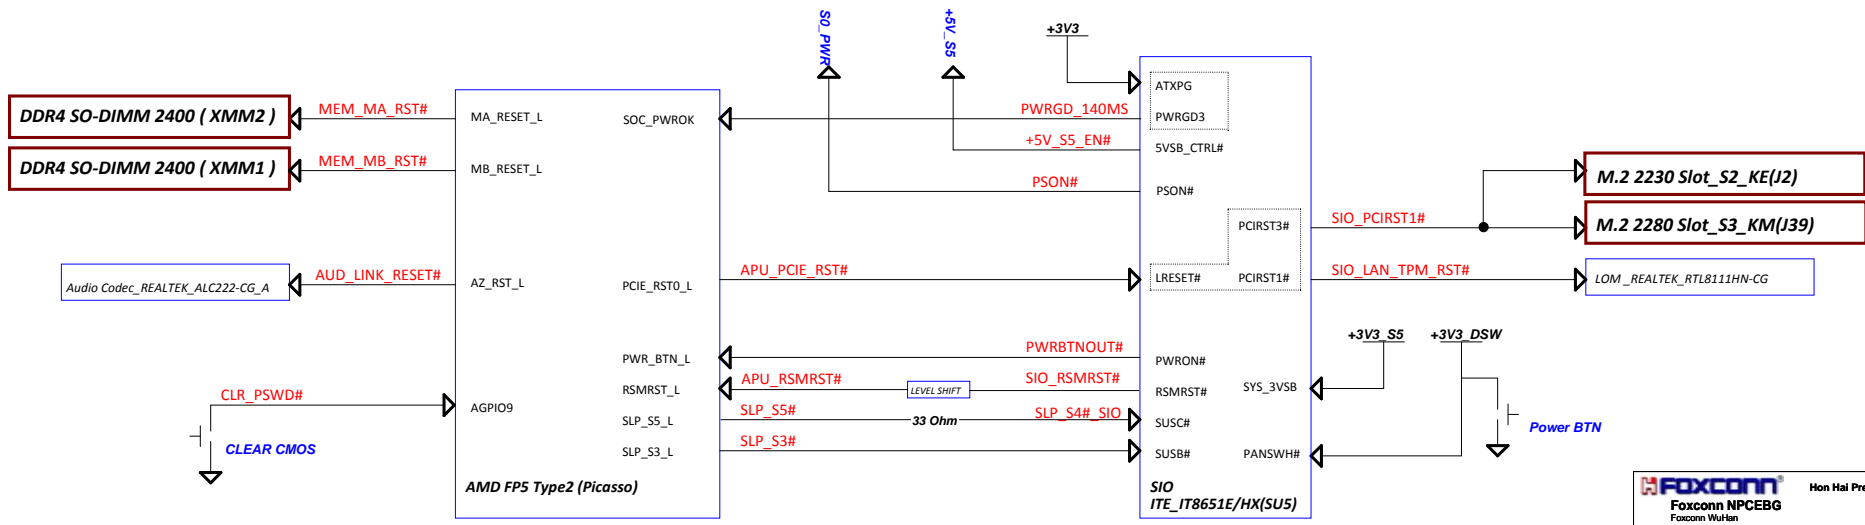 S0_PWR
+5V_S5
+3V3
DDR4 SO-DIMM 2400 ( XMM2 )
MEM_MA_RST#
MA_RESET_L
SOC_PWROK
PWRGD_140MS
ATXPG
PWRGD3
+5V_S5_EN#
5VSB_CTRL#
DDR4 SO-DIMM 2400 ( XMM1 )
MEM_MB_RST#
MB_RESET_L
PSON#
PSON#
M.2 2230 Slot_S2_KE(J2)
PCIRST3#
SIO_PCIRST1#
M.2 2280 Slot_S3_KM(J39)
Audio Codec_REALTEK_ALC222-CG_A
AUD_LINK_RESET#
AZ_RST_L
PCIE_RST0_L
APU_PCIE_RST#
LRESET#
PCIRST1#
SIO_LAN_TPM_RST#
LOM _REALTEK_RTL8111HN-CG
+3V3_S5
+3V3_DSW
PWR_BTN_L
PWRBTNOUT#
PWRON#
RSMRST_L
APU_RSMRST#
LEVEL SHIFT
SIO_RSMRST#
RSMRST#
SYS_3VSB
CLR_PSWD#
AGPIO9
SLP_S5_L
SLP_S5#
33 Ohm
SLP_S4#_SIO
SUSC#
Power BTN
CLEAR CMOS
SLP_S3_L
SLP_S3#
SUSB#
PANSWH#
AMD FP5 Type2 (Picasso)
SIO
ITE_IT8651E/HX(SU5)
FOXCONN®
Hon Hai Pre
Foxconn NPCEBG
Foxconn WuHan